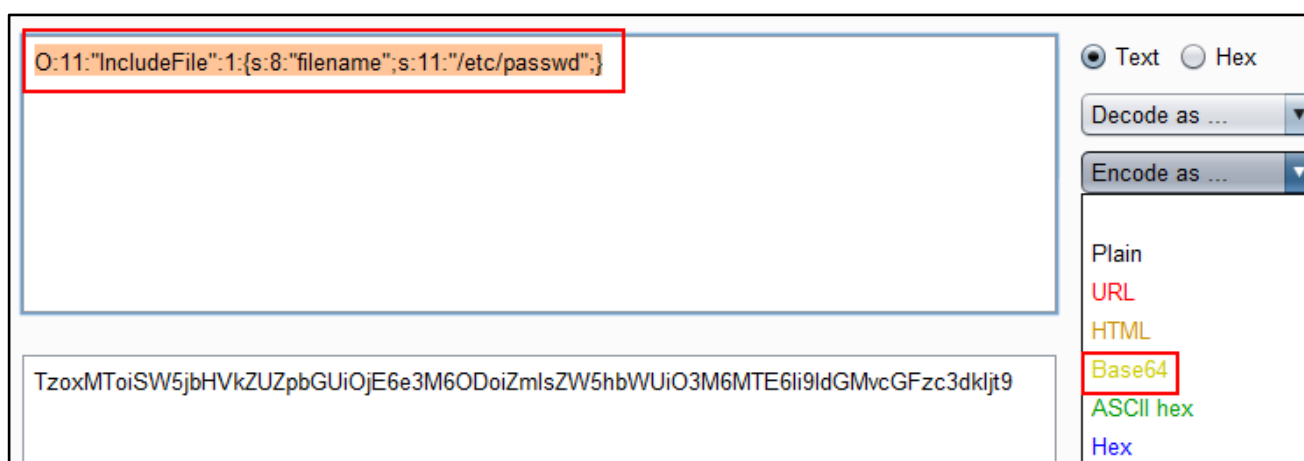 O:11:"IncludeFile":1:{s:8:"filename";s:11:"/etc/passwd";}
Text Hex
Decode as ...
Encode as ...
Plain
URL
HTML
Base64
ASCII hex
Hex
TzoxMToiSW5jbHVkZUZpbGUiOjE6e3M6ODoiZmlsZW5hbWUiO3M6MTE6Ii9ldGMvcGFzc3dkIjt9